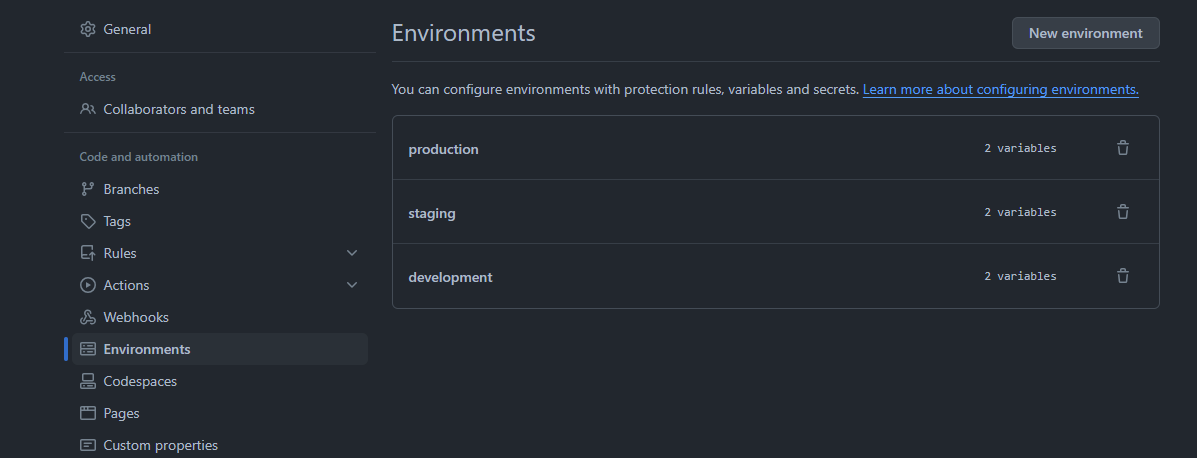 General
Access
Collaborators and teams
Code and automation
Branches
Tags
Rules
Actions
Webhooks
Environments
Codespaces
Pages
Custom properties
Environments
New environment
You can configure environments with protection rules, variables and secrets. Learn more about configuring environments.
production 2 variables
staging 2 variables
development 2 variables